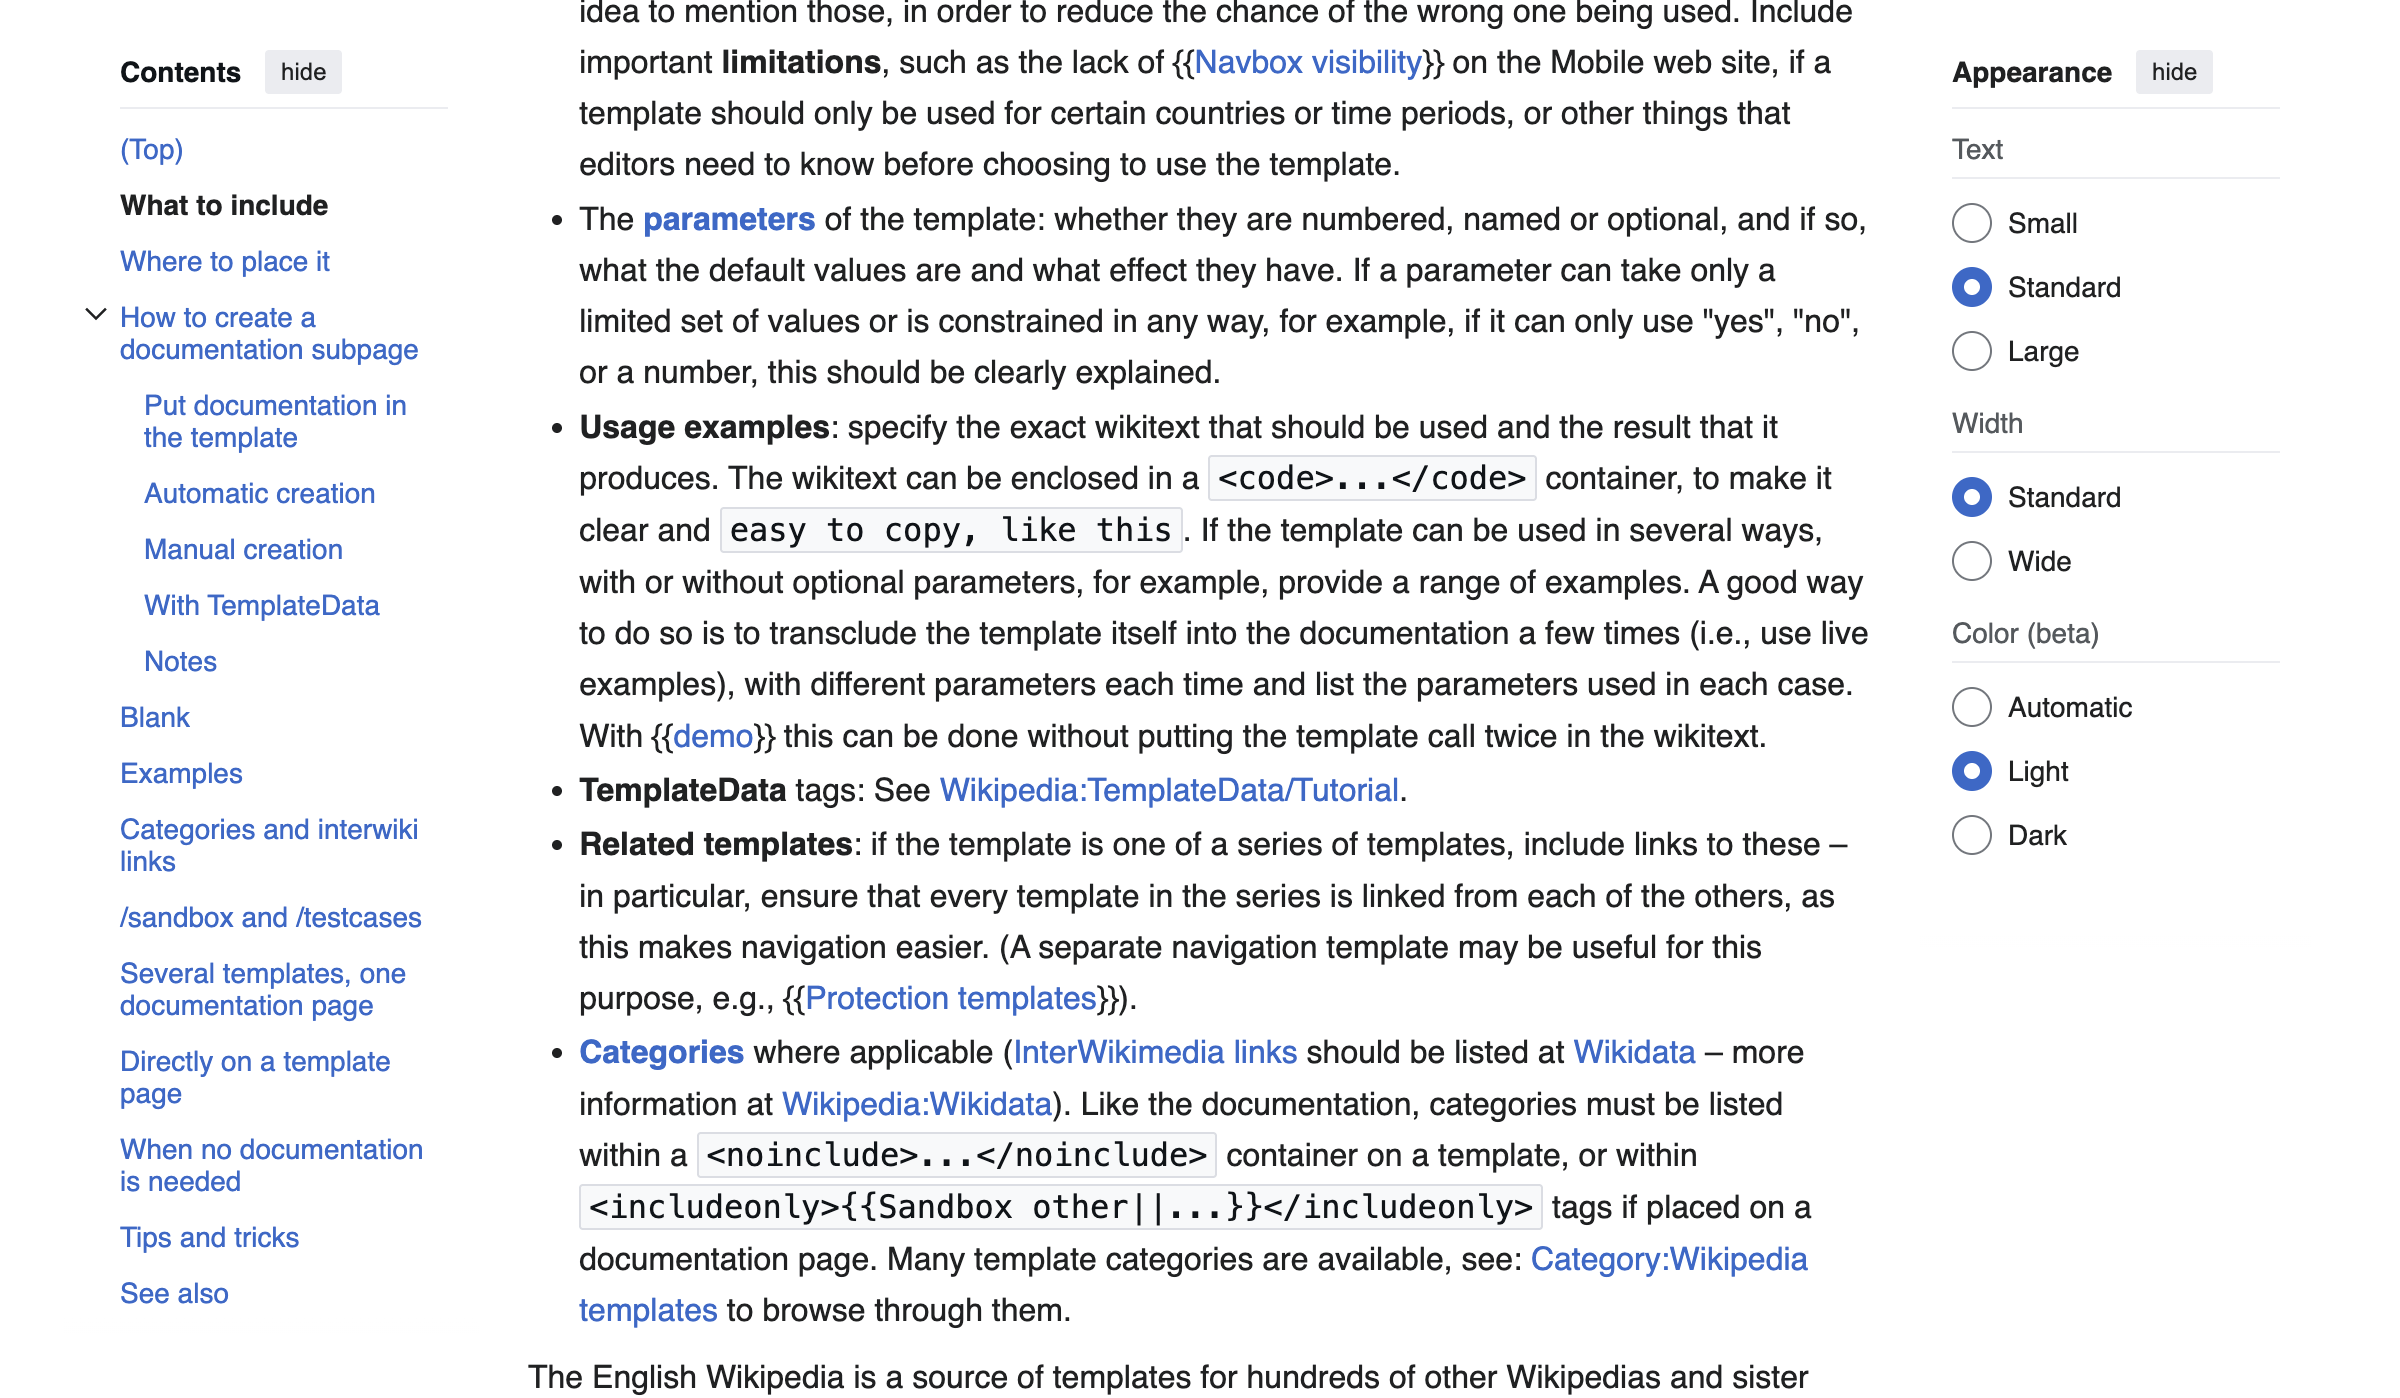 Contents hide
(Top)
What to include
Where to place it
How to create a
documentation subpage
Put documentation in
the template
Automatic creation
Manual creation
With TemplateData
Notes
Blank
Examples
Categories and interwiki
links
/sandbox and /testcases
Several templates, one
documentation page
Directly on a template
page
When no documentation
is needed
Tips and tricks
See also
idea to mention those, in order to reduce the chance of the wrong one being used. Include
important limitations, such as the lack of {{Navbox visibility}} on the Mobile web site, if a
template should only be used for certain countries or time periods, or other things that
editors need to know before choosing to use the template.
• The parameters of the template: whether they are numbered, named or optional, and if so,
what the default values are and what effect they have. If a parameter can take only a
limited set of values or is constrained in any way, for example, if it can only use "yes", "no",
or a number, this should be clearly explained.
• Usage examples: specify the exact wikitext that should be used and the result that it
produces. The wikitext can be enclosed in a <code>...</code> container, to make it
clear and easy to copy, like this. If the template can be used in several ways,
with or without optional parameters, for example, provide a range of examples. A good way
to do so is to transclude the template itself into the documentation a few times (i.e., use live
examples), with different parameters each time and list the parameters used in each case.
With {{demo}} this can be done without putting the template call twice in the wikitext.
• TemplateData tags: See Wikipedia:TemplateData/Tutorial.
• Related templates: if the template is one of a series of templates, include links to these –
in particular, ensure that every template in the series is linked from each of the others, as
this makes navigation easier. (A separate navigation template may be useful for this
purpose, e.g., {{Protection templates}}).
• Categories where applicable (InterWikimedia links should be listed at Wikidata – more
information at Wikipedia:Wikidata). Like the documentation, categories must be listed
within a <noinclude>...</noinclude> container on a template, or within
<includeonly>{{Sandbox other||...}}</includeonly> tags if placed on a
documentation page. Many template categories are available, see: Category:Wikipedia
templates to browse through them.
The English Wikipedia is a source of templates for hundreds of other Wikipedias and sister
Appearance hide
Text
Small
Standard
Large
Width
Standard
Wide
Color (beta)
Automatic
Light
Dark